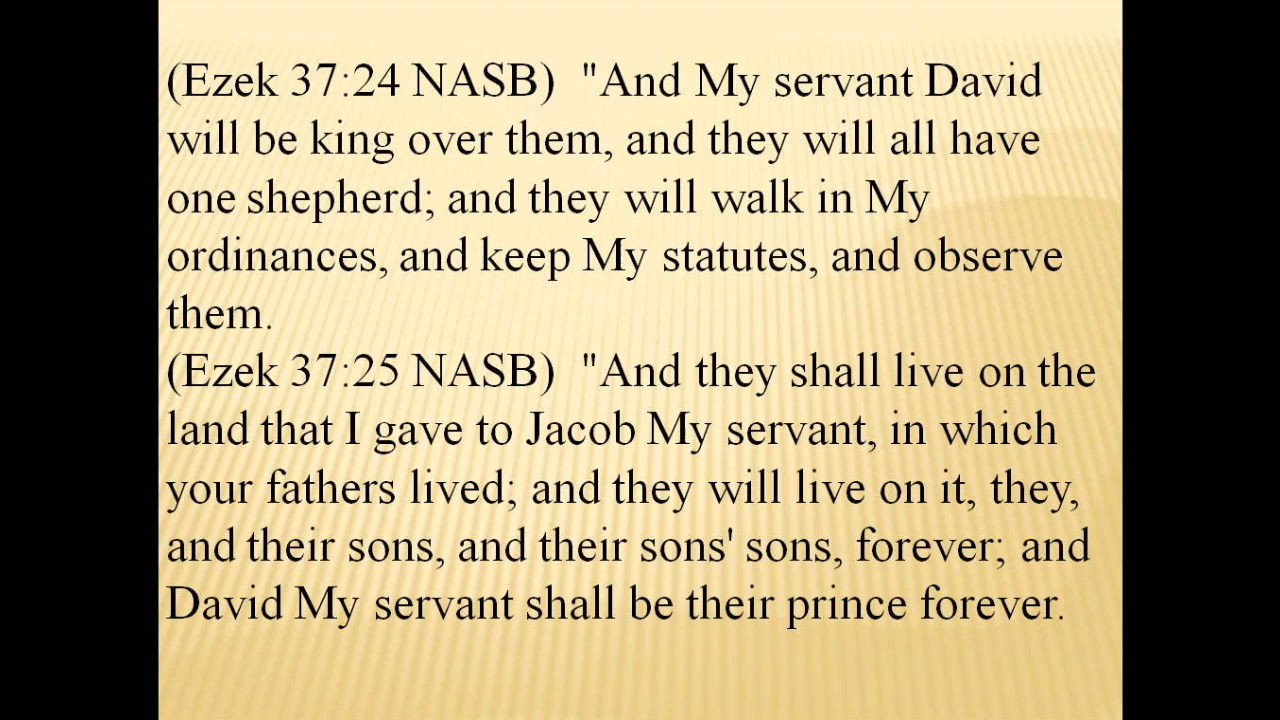 (Ezek 37:24 NASB)  "And My servant David
will be king over them, and they will all have
one shepherd; and they will walk in My
ordinances, and keep My statutes, and observe
them.
(Ezek 37:25 NASB)  "And they shall live on the
land that I gave to Jacob My servant, in which
your fathers lived; and they will live on it, they,
and their sons, and their sons' sons, forever; and
David My servant shall be their prince forever.